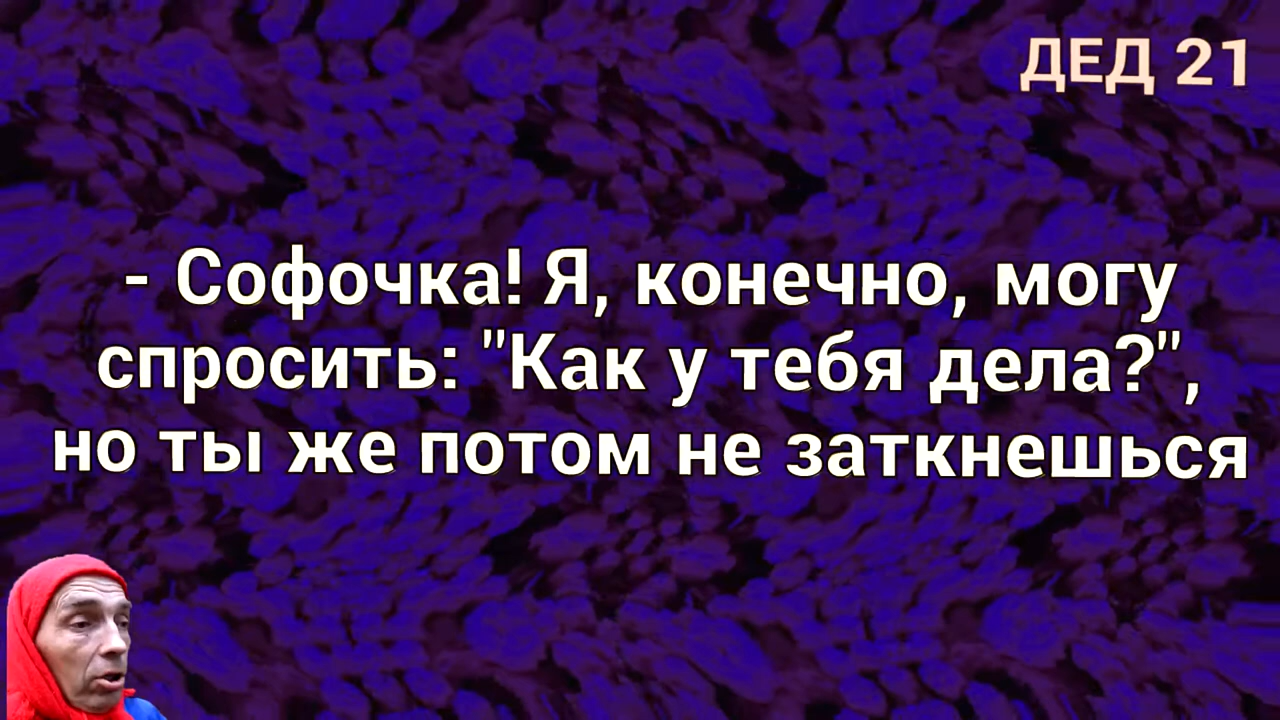 ДЕД 21
- Софочка! Я, конечно, могу
спросить: "Как у тебя дела?",
но ты же потом не заткнешься